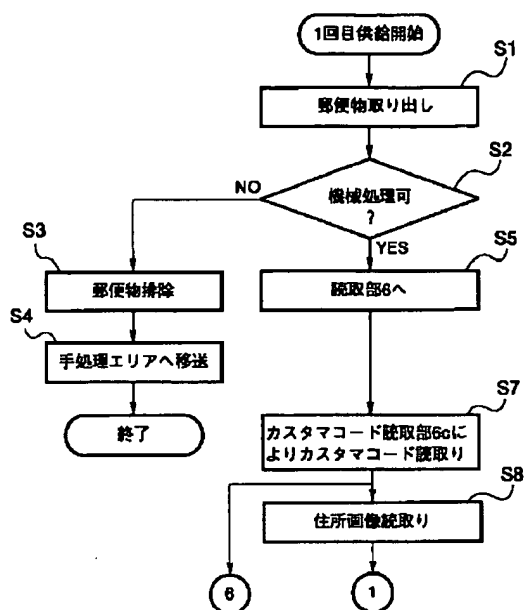 1回目供給開始
S1
郵便物取り出し
S2
機械処理可
?
NO
YES
S3
郵便物排除
S5
読取部6へ
S4
手処理エリアへ移送
終了
S7
カスタマコード読取部6cに
よりカスタマコード読取り
S8
住所画像読取り
6
1